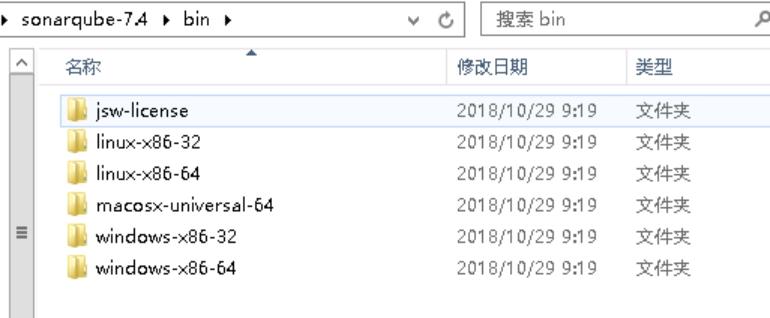 sonarqube-7.4 bin 搜索 bin
名称 修改日期 类型
jsw-license 2018/10/29 9:19 文件夹
linux-x86-32 2018/10/29 9:19 文件夹
linux-x86-64 2018/10/29 9:19 文件夹
macosx-universal-64 2018/10/29 9:19 文件夹
windows-x86-32 2018/10/29 9:19 文件夹
windows-x86-64 2018/10/29 9:19 文件夹